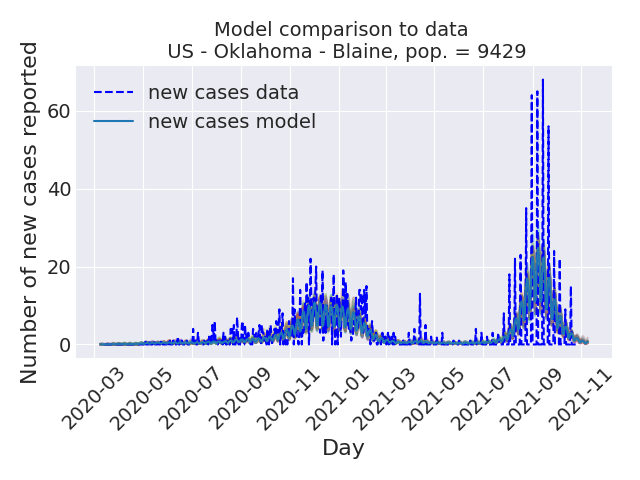 Model comparison to data
US - Oklahoma - Blaine, pop. = 9429
Number of new cases reported
60
40
20
0
new cases data
new cases model
2020-03
2020-05
2020-07
2020-09
2020-11
2021-01
2021-03
2021-05
2021-07
2021-09
2021-11
Day